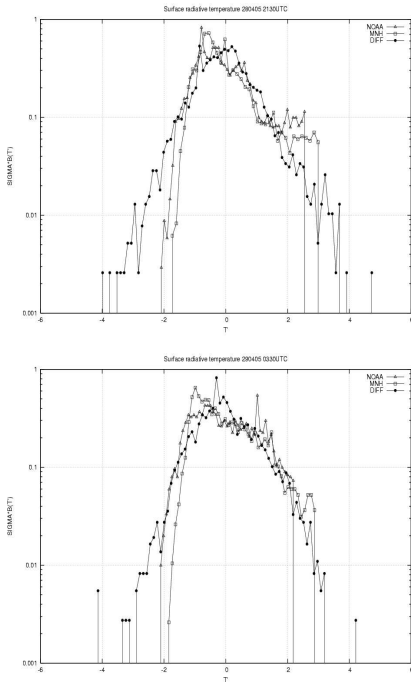 Surface radiative temperature 280405 2130UTC
NOAA
MNH
DIFF
SIGMA*B(T')
1
0.1
0.01
0.001
-6 -4 -2 0 2 4 6
T'
Surface radiative temperature 290405 0330UTC
NOAA
MNH
DIFF
SIGMA*B(T')
1
0.1
0.01
0.001
-6 -4 -2 0 2 4 6
T'